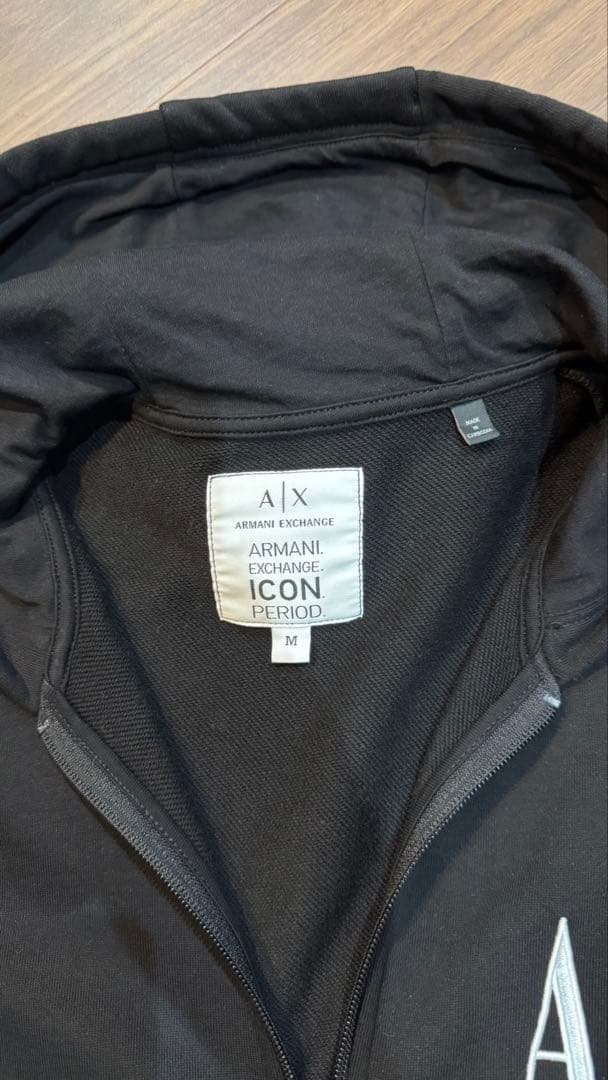 MADE
IN
CAMBODIA
A|X
ARMANI EXCHANGE
ARMANI.
EXCHANGE.
ICON.
PERIOD.
M
A